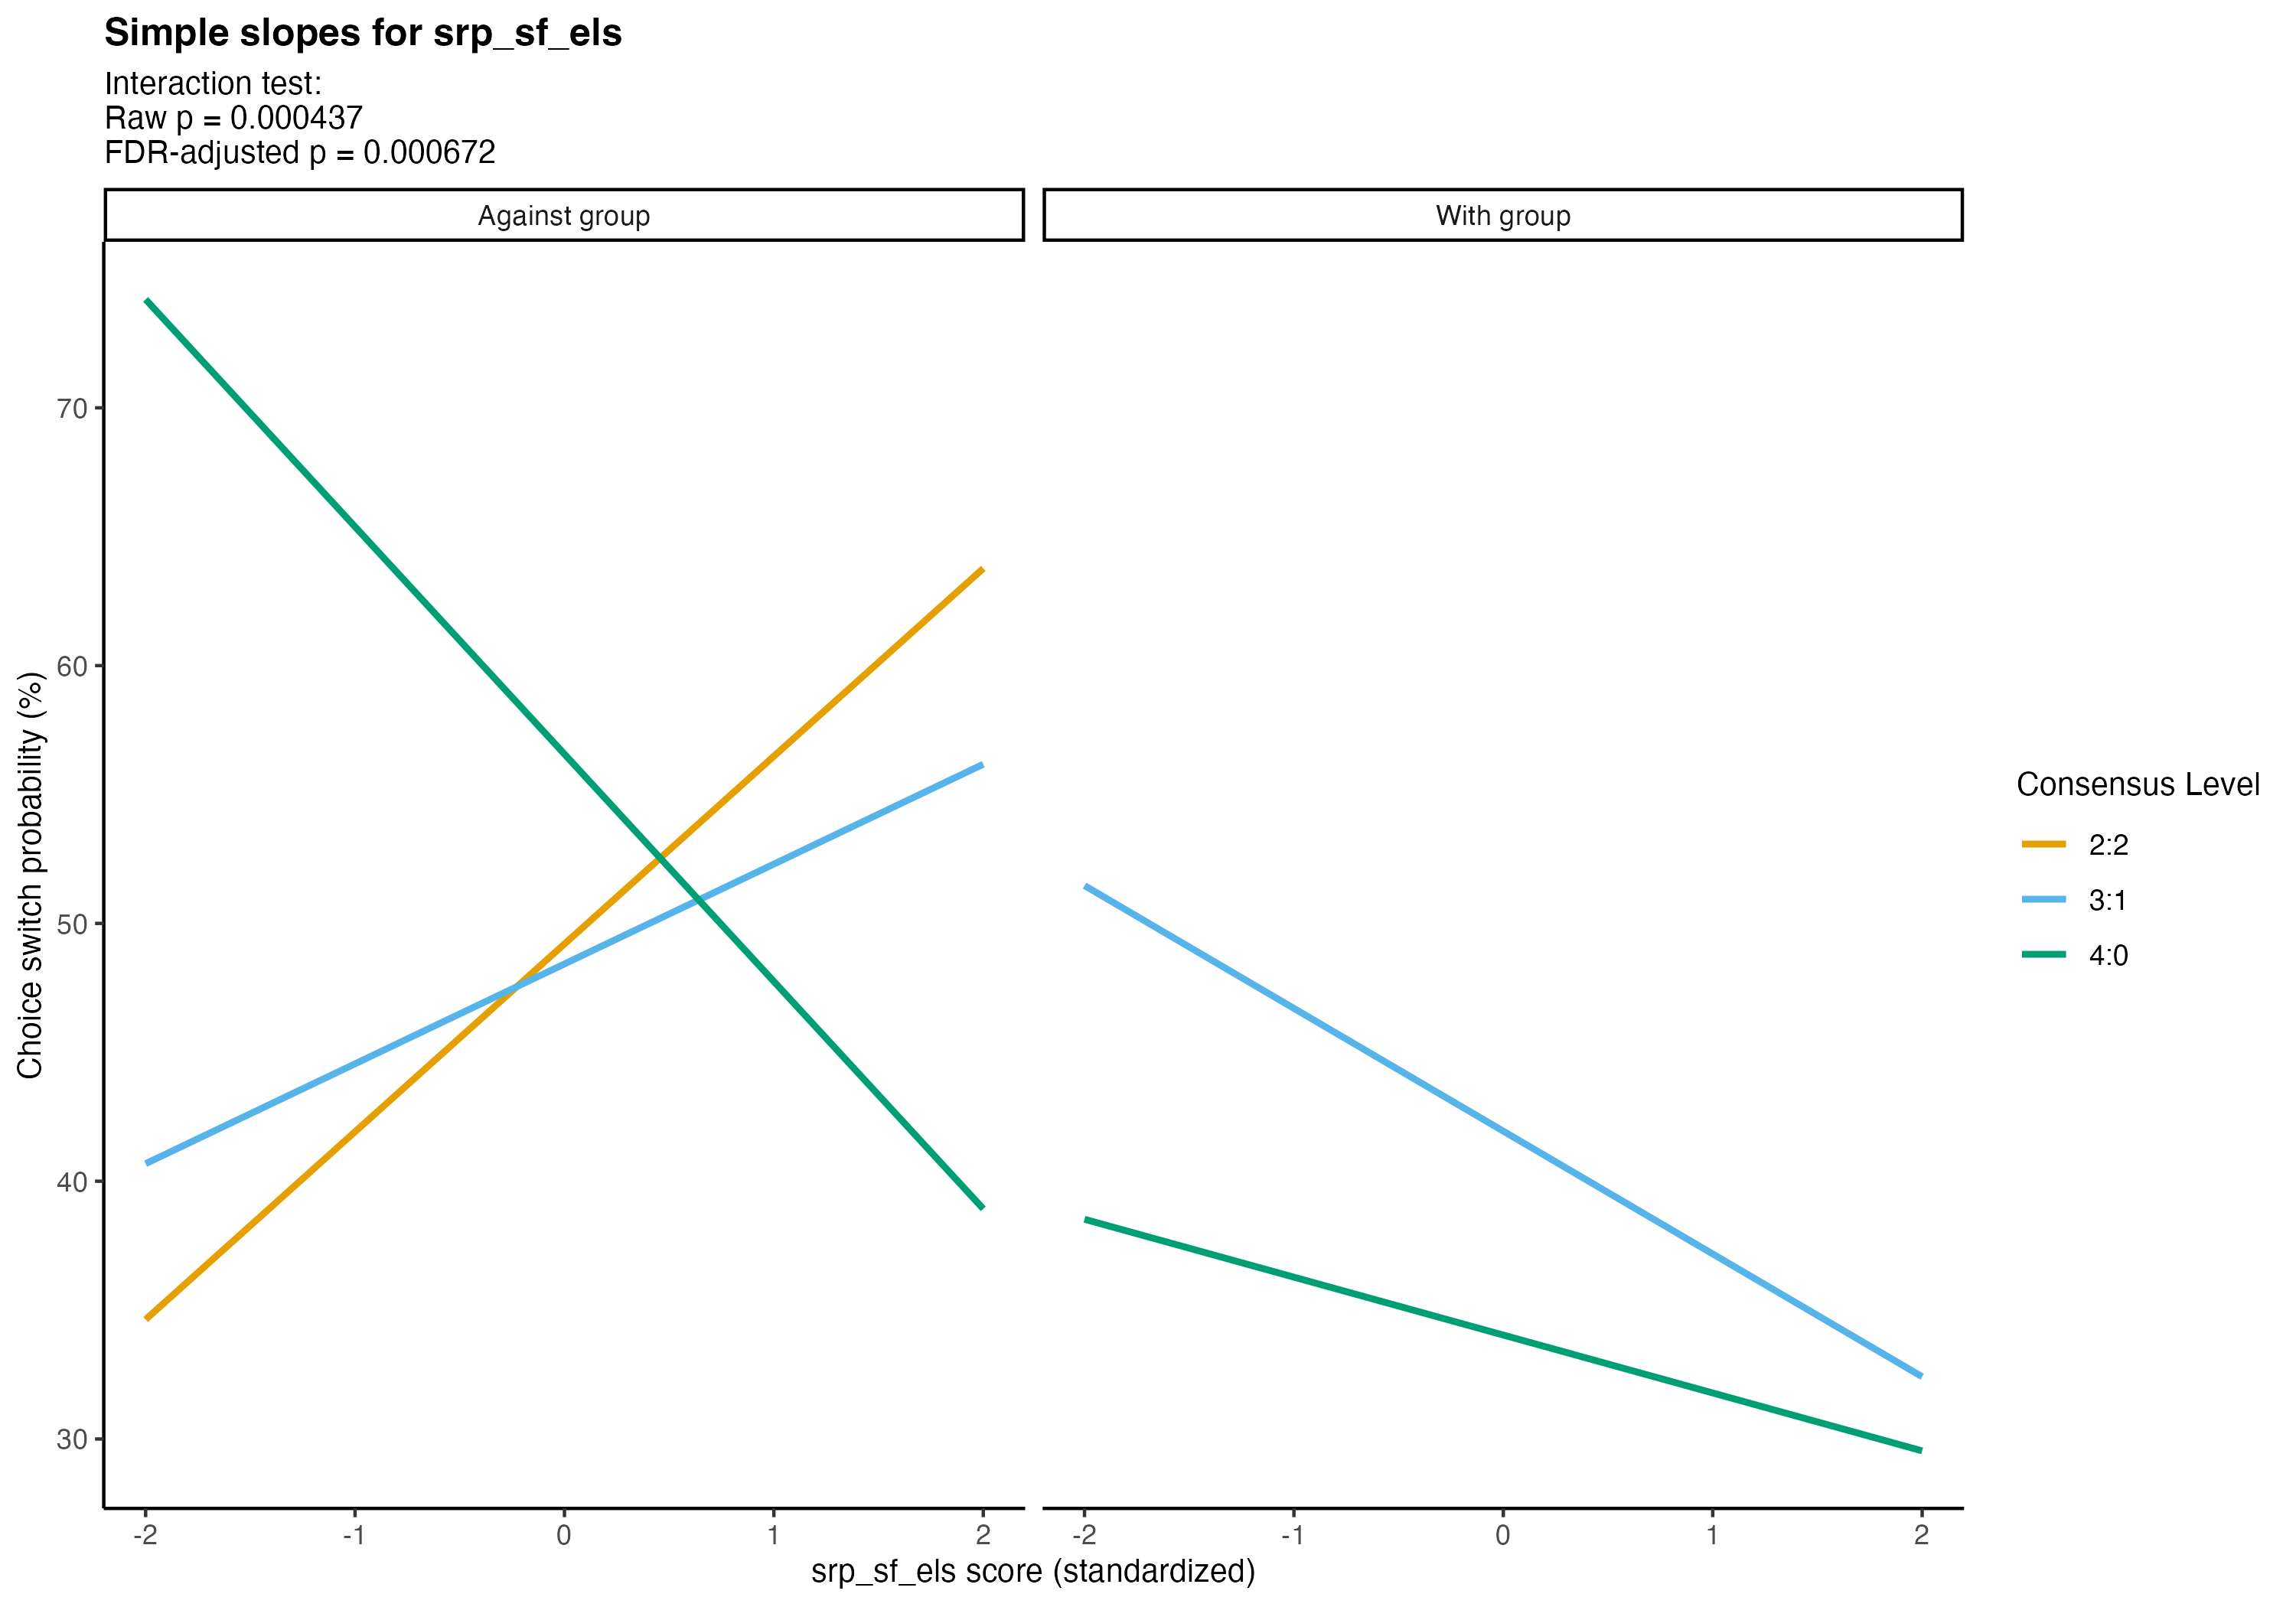 Simple slopes for srp_sf_els
Interaction test:
Raw p = 0.000437
FDR-adjusted p = 0.000672
Against group
With group
Choice switch probability (%)
70
60
50
40
30
-2 -1 0 1 2
-2 -1 0 1 2
srp_sf_els score (standardized)
Consensus Level
2:2
3:1
4:0